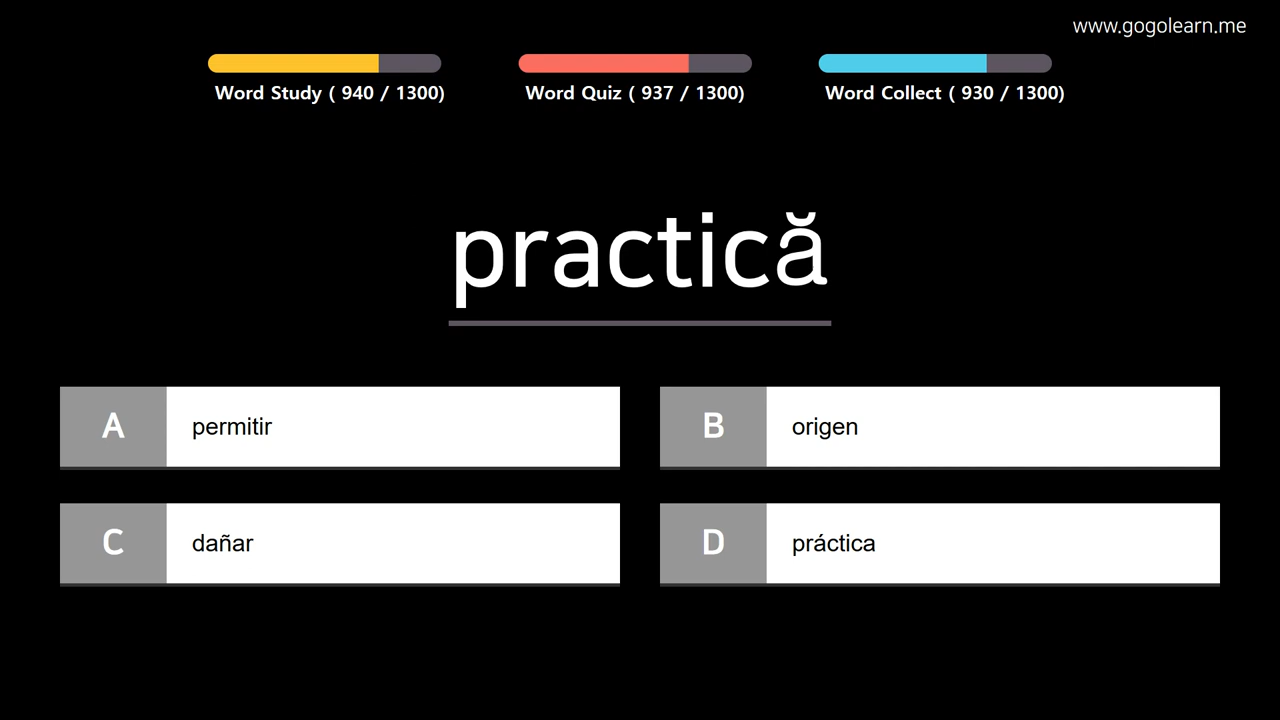 www.gogolearn.me
Word Study ( 940 / 1300)
Word Quiz ( 937 / 1300)
Word Collect ( 930 / 1300)
practică
A permitir
B origen
C dañar
D práctica